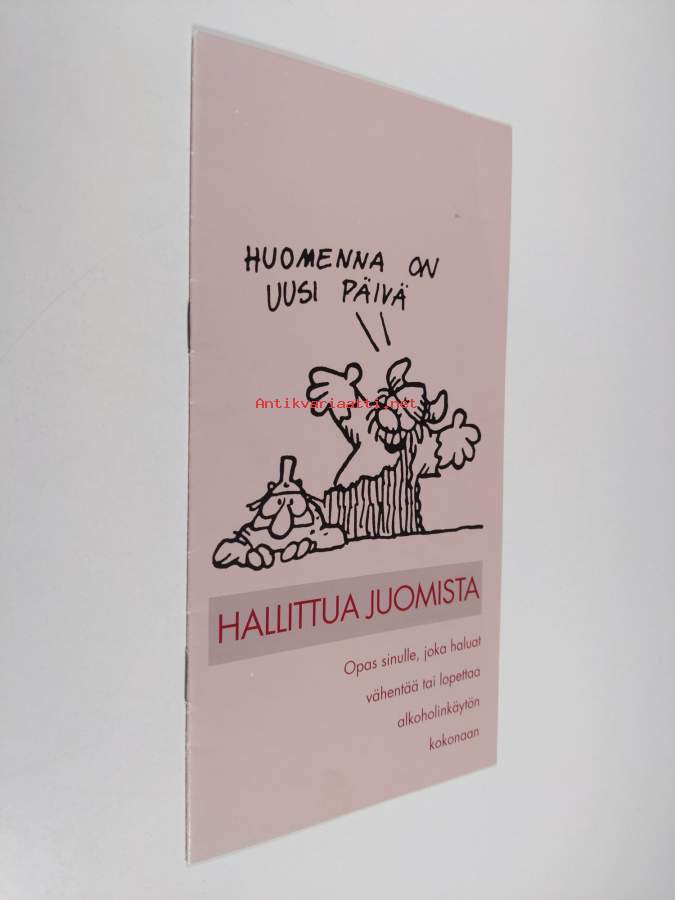 HUOMENNA ON
UUSI PÄIVÄ
Antikvariaatti.net
HALLITTUA JUOMISTA
Opas sinulle, joka haluat
vähentää tai lopettaa
alkoholinkäytön
kokonaan